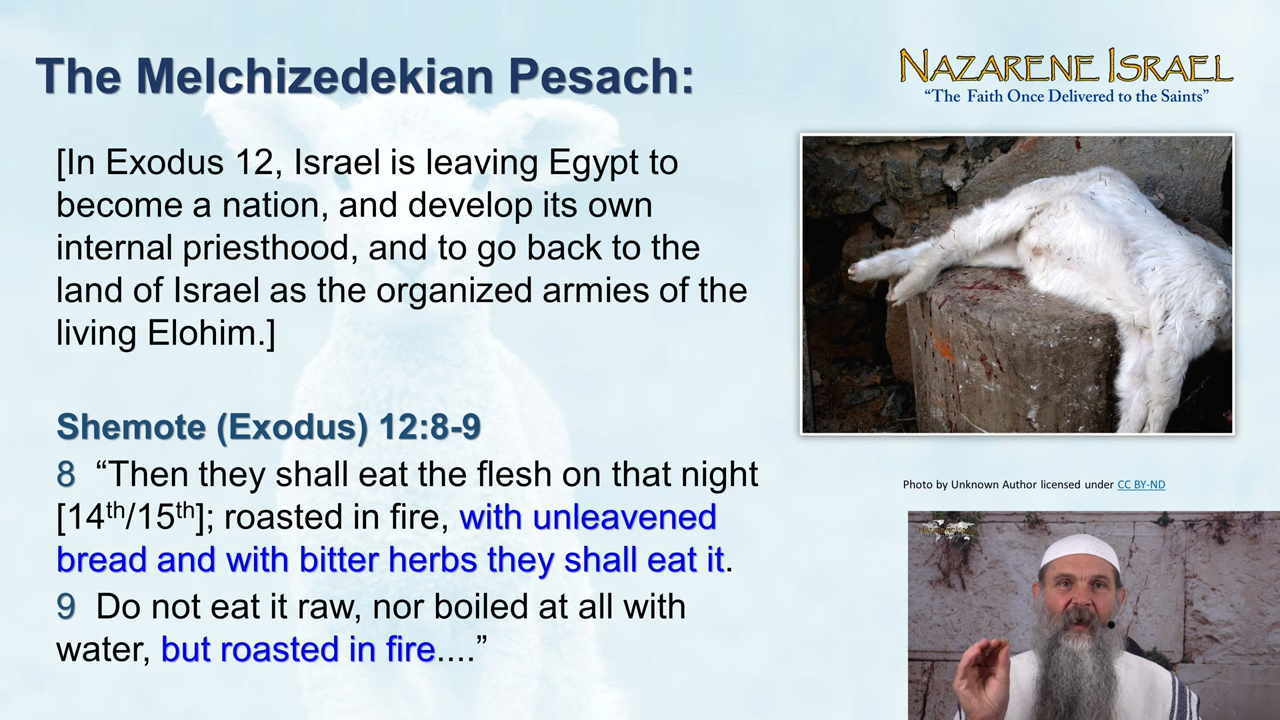 The Melchizedekian Pesach:
NAZARENE ISRAEL
“The Faith Once Delivered to the Saints”
[In Exodus 12, Israel is leaving Egypt to
become a nation, and develop its own
internal priesthood, and to go back to the
land of Israel as the organized armies of the
living Elohim.]
Shemote (Exodus) 12:8-9
8 “Then they shall eat the flesh on that night
[14th/15th]; roasted in fire, with unleavened
bread and with bitter herbs they shall eat it.
9 Do not eat it raw, nor boiled at all with
water, but roasted in fire....”
Photo by Unknown Author licensed under CC BY-ND